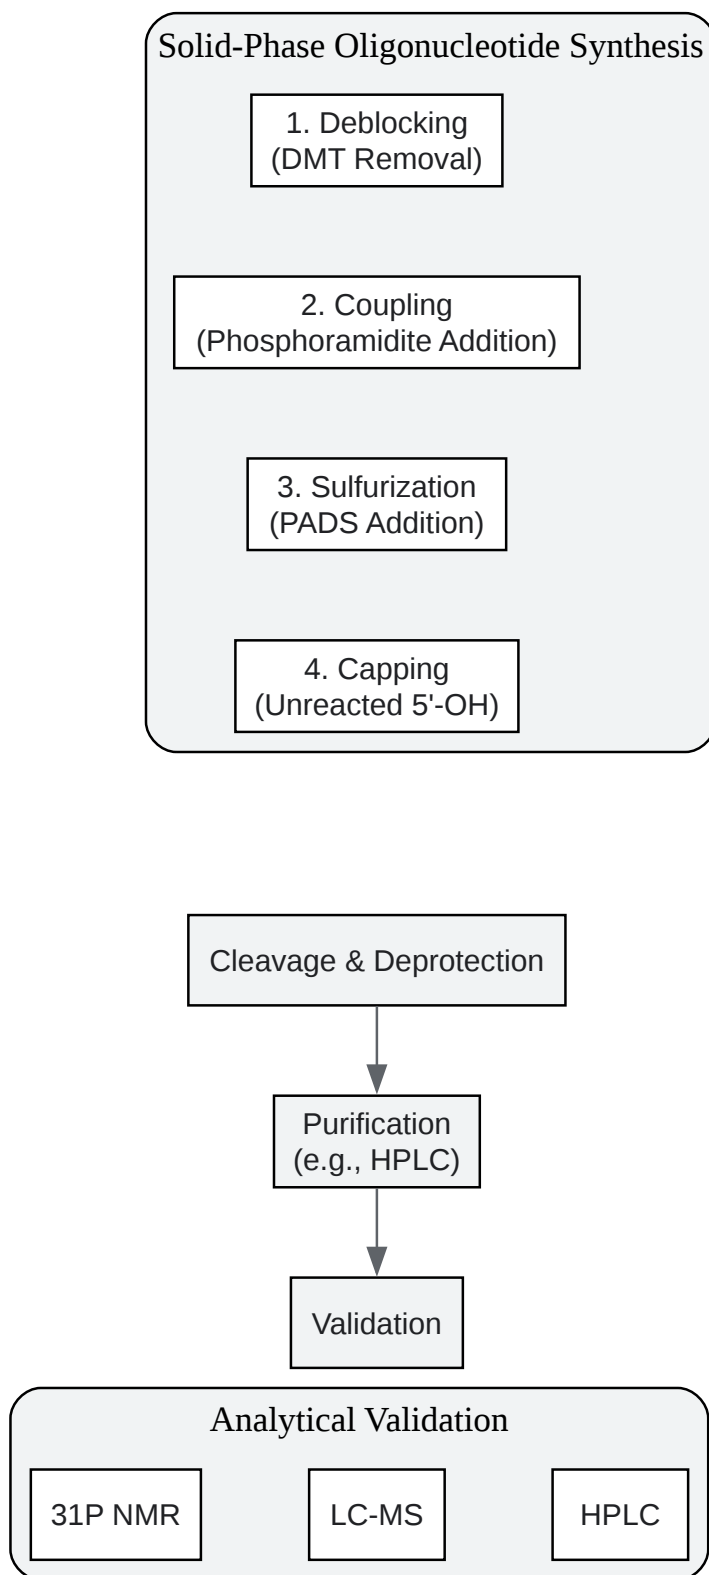 Solid-Phase Oligonucleotide Synthesis
1. Deblocking
(DMT Removal)
2. Coupling
(Phosphoramidite Addition)
3. Sulfurization
(PADS Addition)
4. Capping
(Unreacted 5'-OH)
Cleavage & Deprotection
Purification
(e.g., HPLC)
Validation
Analytical Validation
31P NMR
LC-MS
HPLC